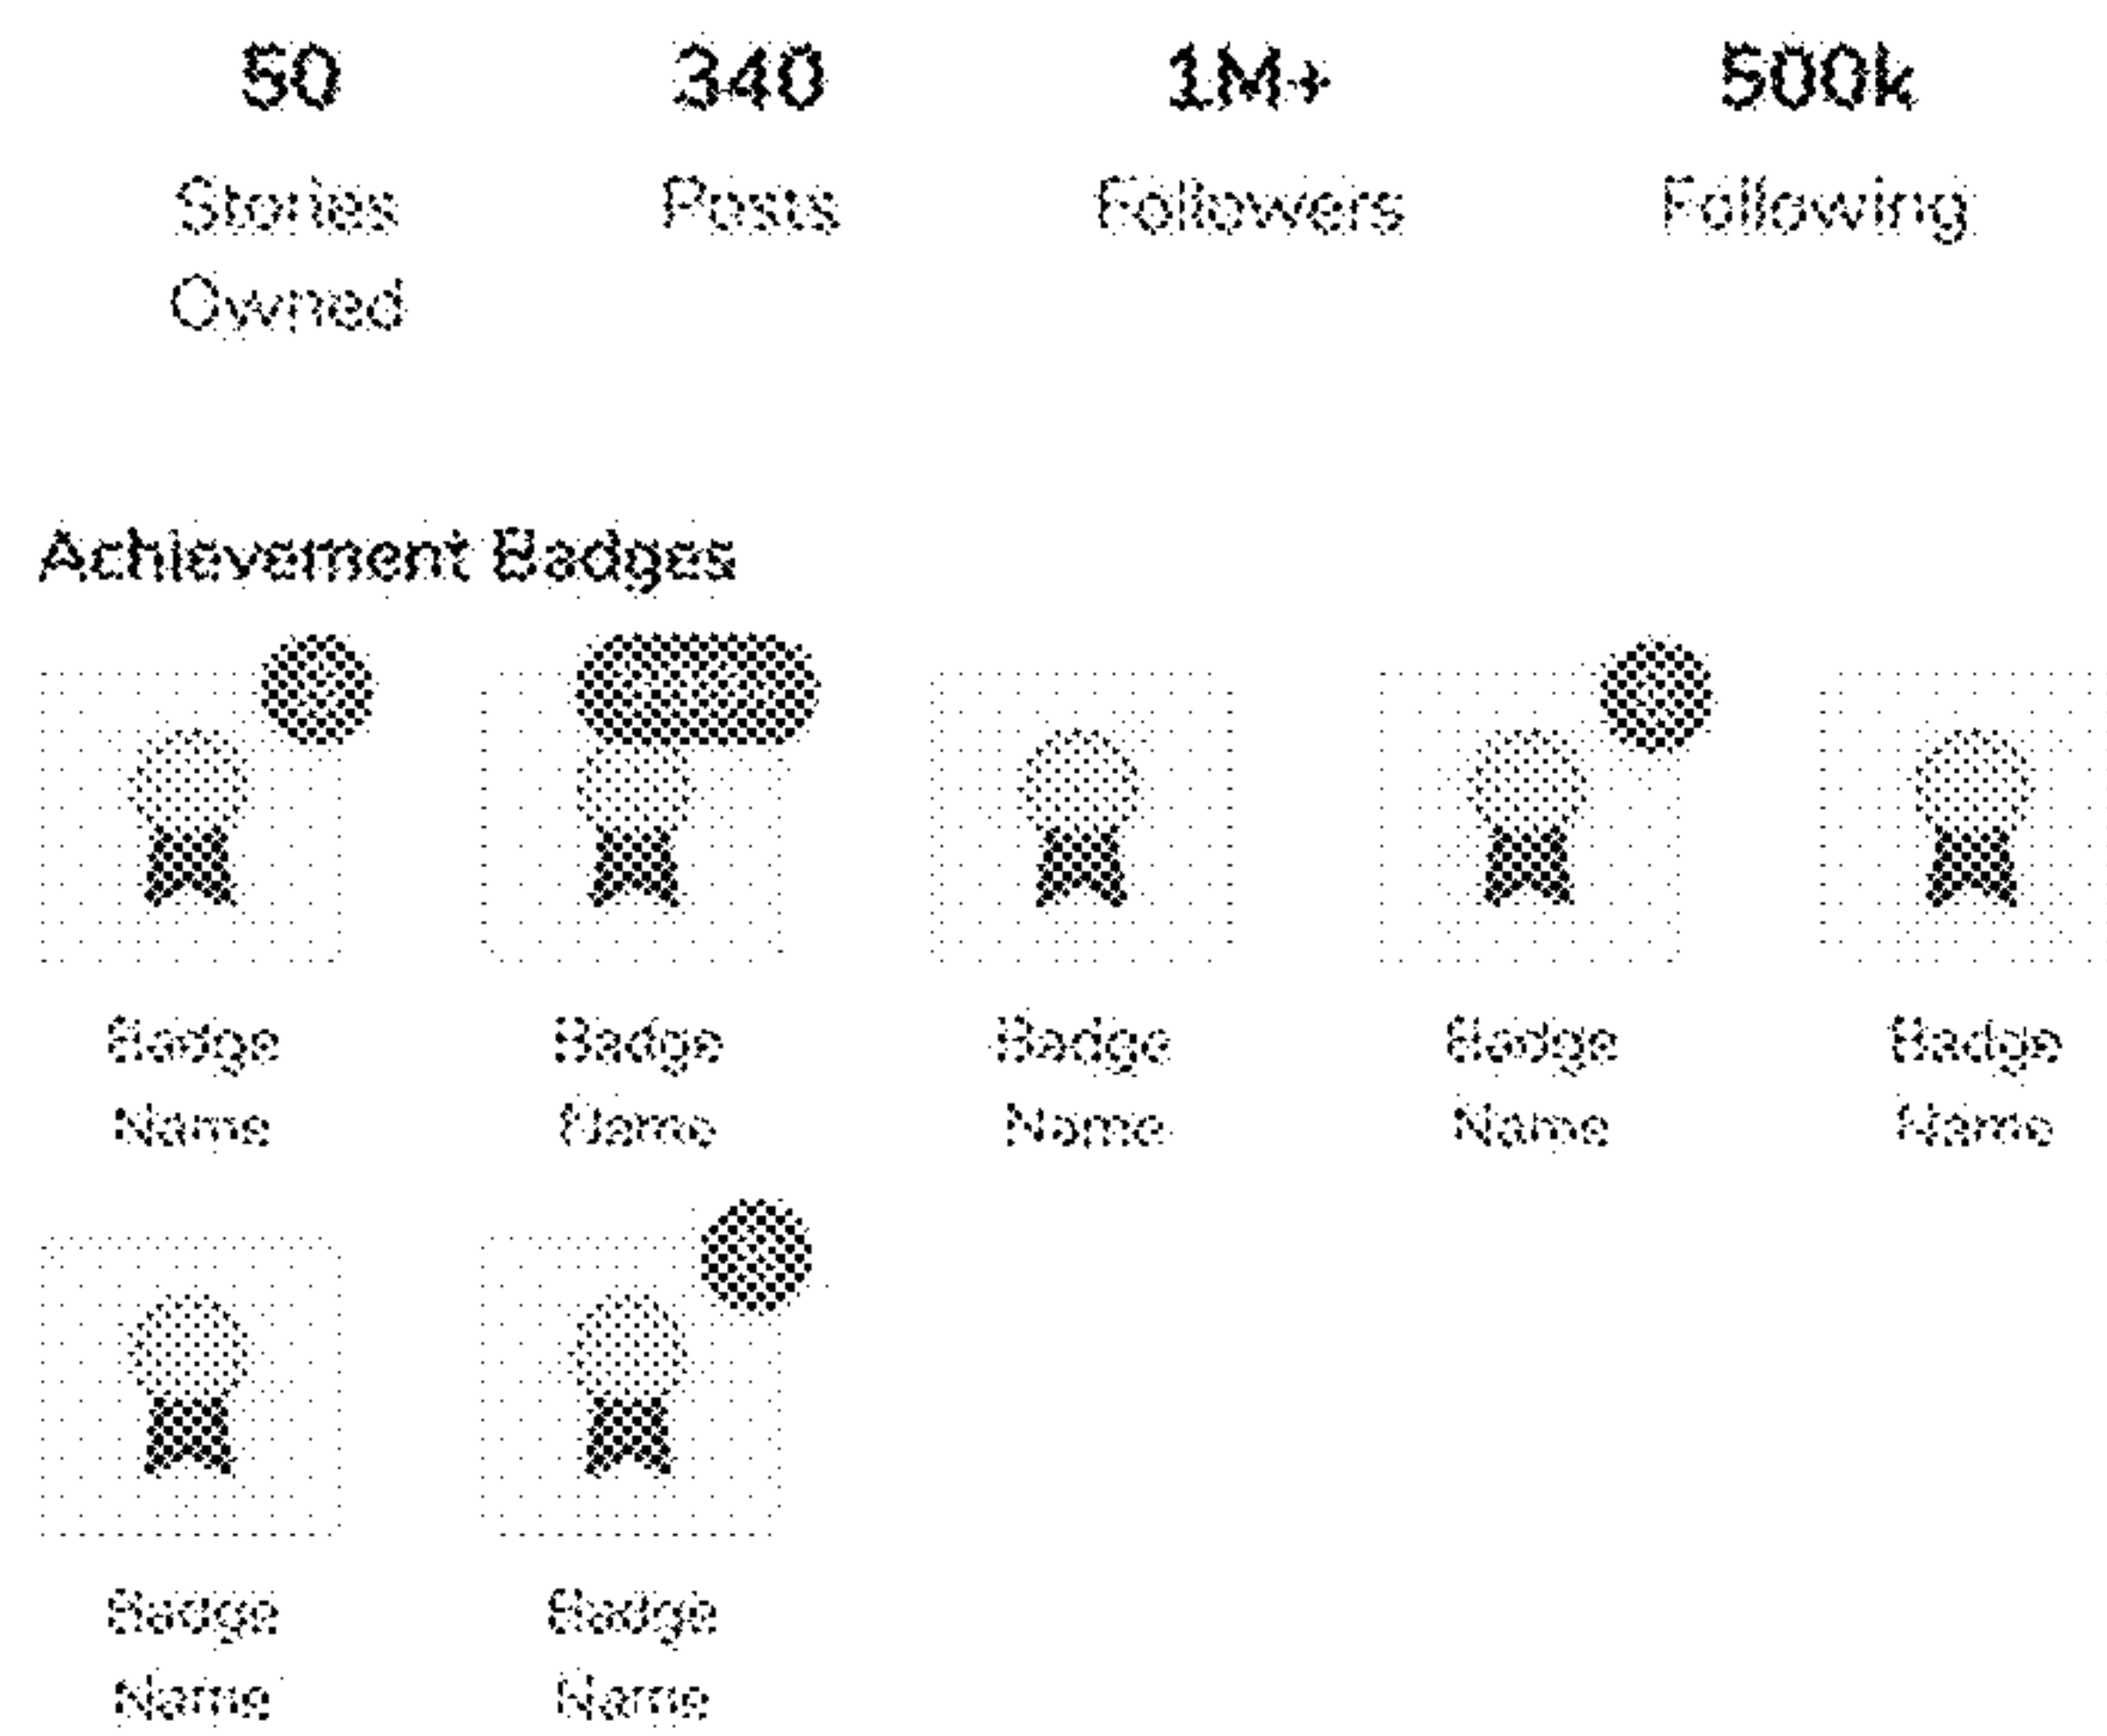 50 340 1M+ 500k
Stories Posts Followers Following
Owned
Achievement Badges
Badge Badge Badge Badge Badge
Name Name Name Name Name
Badge Badge
Name Name